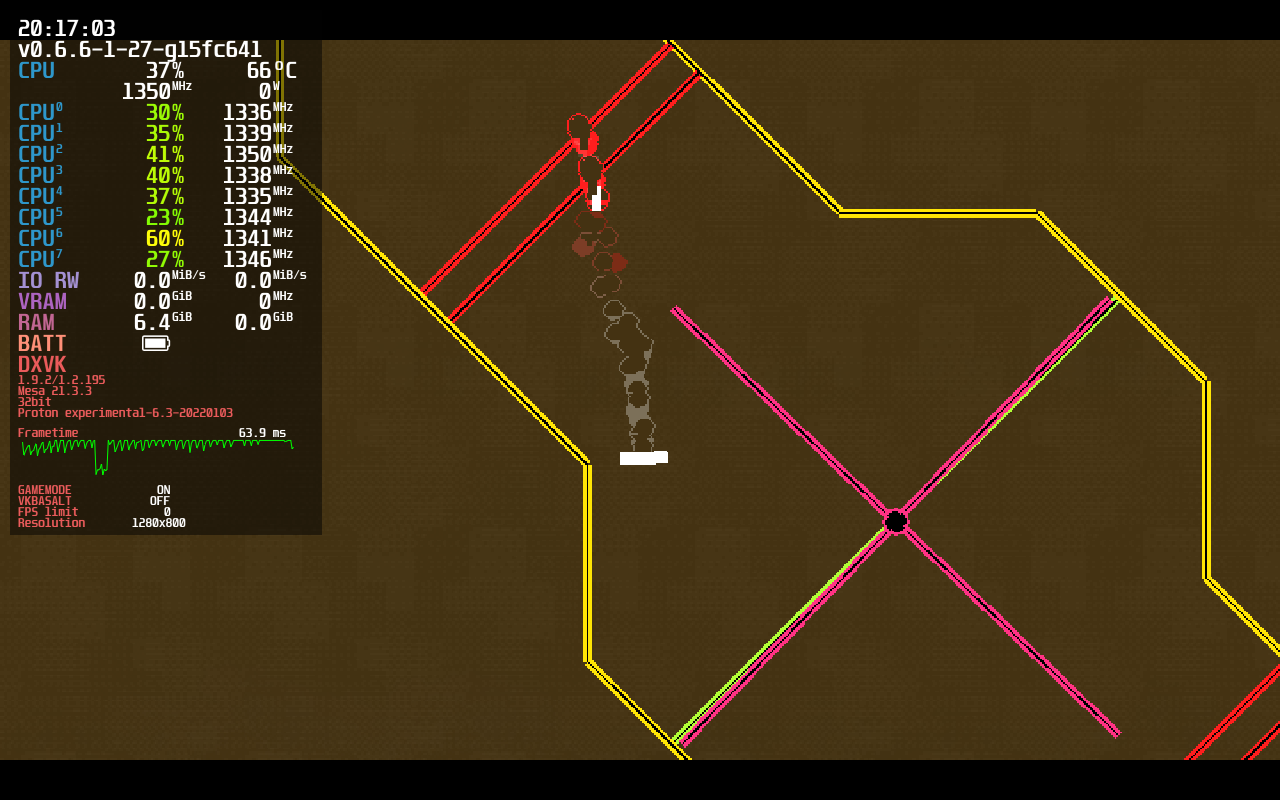 20:17:03
v0.6.6-1-27-g15fc641
CPU 37% 66°C
1350MHz 0W
CPU0 30% 1336MHz
CPU1 35% 1339MHz
CPU2 41% 1350MHz
CPU3 40% 1338MHz
CPU4 37% 1335MHz
CPU5 23% 1344MHz
CPU6 60% 1341MHz
CPU7 27% 1346MHz
IO RW 0.0MiB/s 0.0MiB/s
VRAM 0.0GiB 0MHz
RAM 6.4GiB 0.0GiB
BATT
DXVK
1.9.2/1.2.195
Mesa 21.3.3
32bit
Proton experimental-6.3-20220103
Frametime 63.9 ms
GAMEMODE ON
VKBASALT OFF
FPS limit 0
Resolution 1280x800